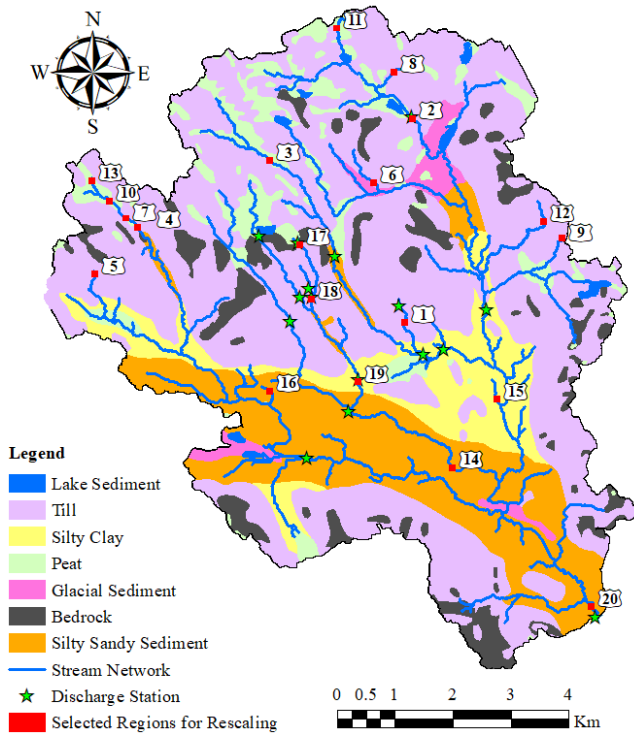 N
W E
S
11
8
2
3
6
13
10
7
4
12
9
5
17
18
1
19
16
15
14
20
Legend
Lake Sediment
Till
Silty Clay
Peat
Glacial Sediment
Bedrock
Silty Sandy Sediment
Stream Network
Discharge Station
Selected Regions for Rescaling
0 0.5 1 2 3 4
Km